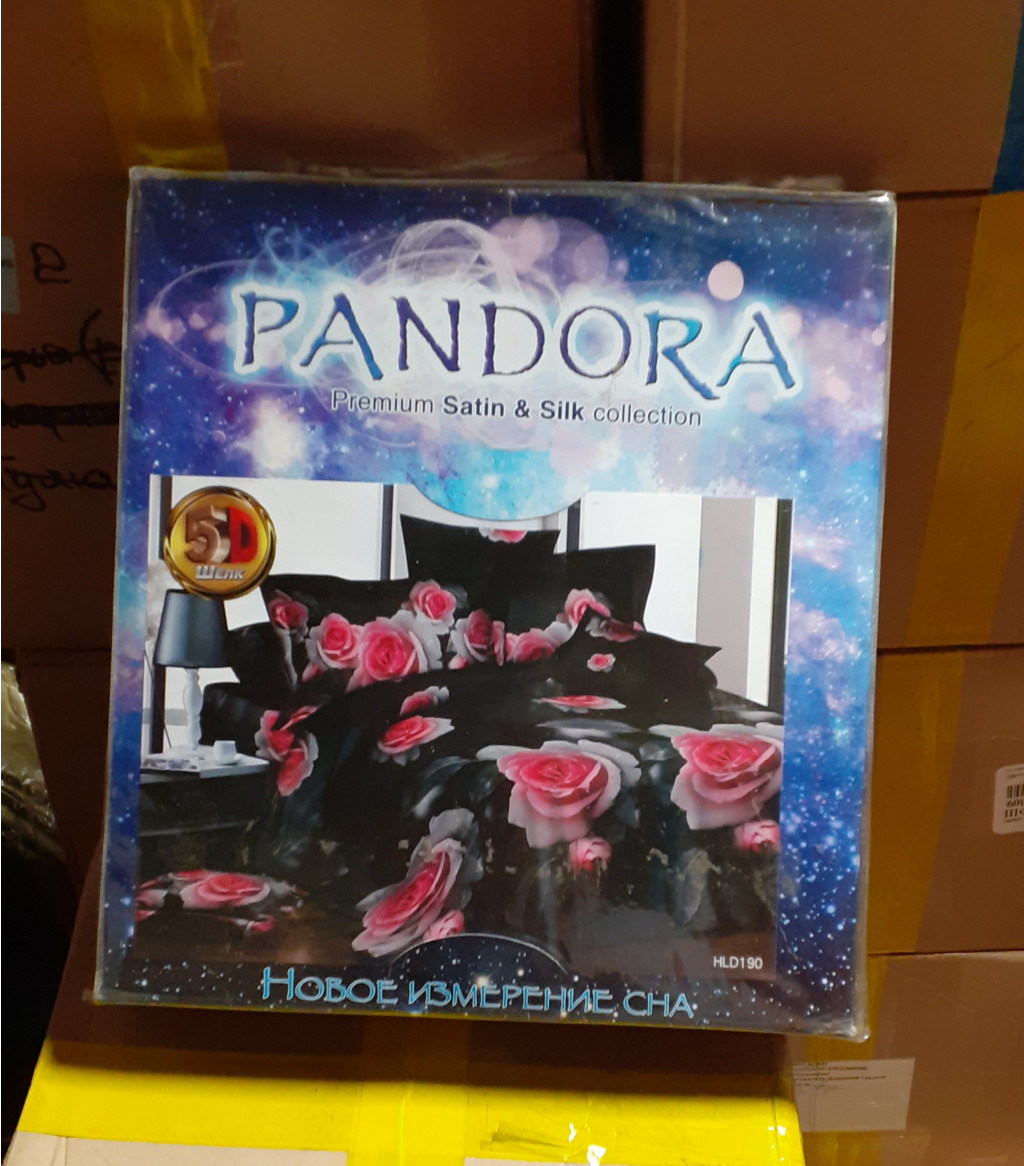 PANDORA
Premium Satin & Silk collection
5D
Шелк
HLD190
Новое измерение сна